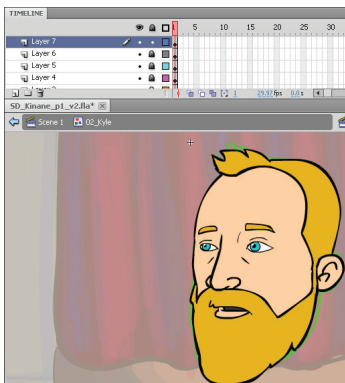 TIMELINE
1 5 10 15 20 25 30
Layer 7
Layer 6
Layer 5
Layer 4
1 29.97 fps 0.0 s
SD_Kinane_p1_v2.fla*
Scene 1 02_Kyle